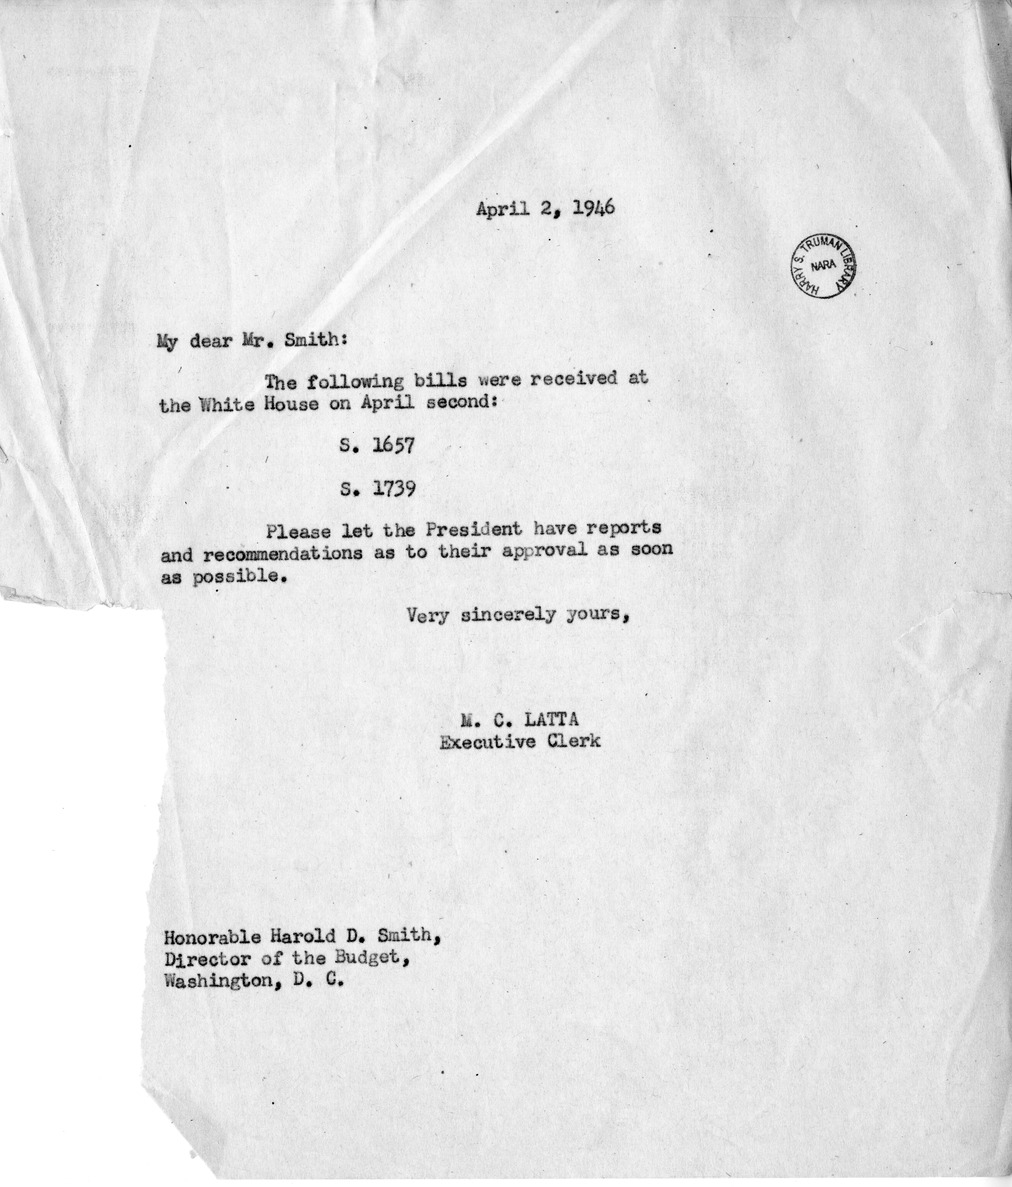 April 2, 1946
HARRY S. TRUMAN LIBRARY
NARA
My dear Mr. Smith:
The following bills were received at
the White House on April second:
S. 1657
S. 1739
Please let the President have reports
and recommendations as to their approval as soon
as possible.
Very sincerely yours,
M. C. LATTA
Executive Clerk
Honorable Harold D. Smith,
Director of the Budget,
Washington, D. C.